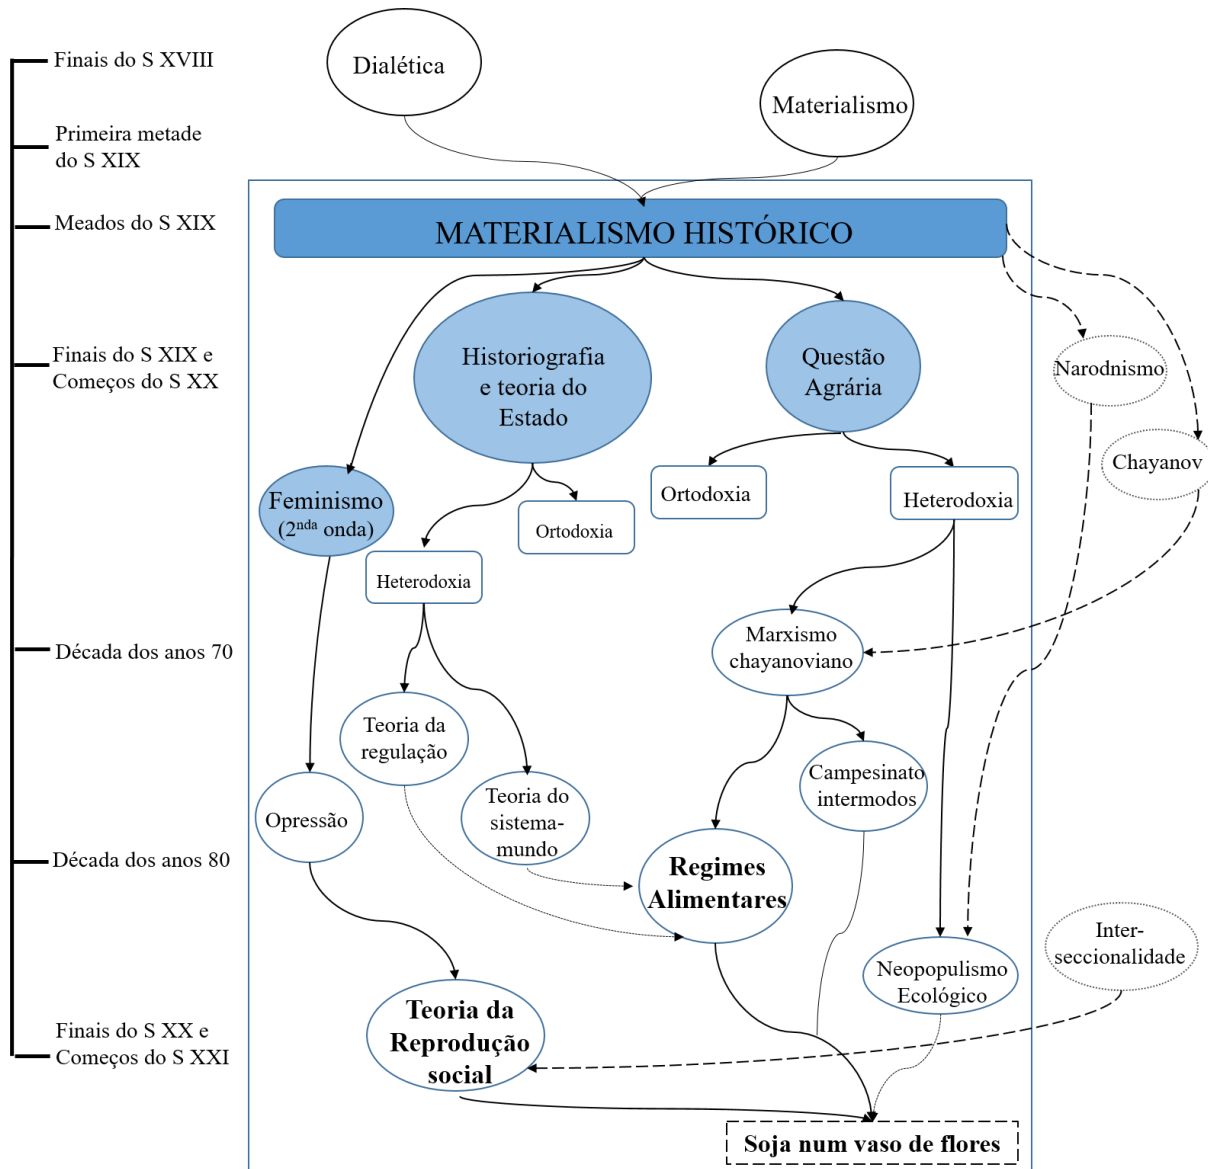 Finais do S XVIII
Primeira metade
do S XIX
Meados do S XIX
Finais do S XIX e
Começos do S XX
Década dos anos 70
Década dos anos 80
Finais do S XX e
Começos do S XXI
Dialética
Materialismo
MATERIALISMO HISTÓRICO
Historiografia
e teoria do
Estado
Questão
Agrária
Narodnismo
Chayanov
Feminismo
(2nda onda)
Ortodoxia
Heterodoxia
Ortodoxia
Heterodoxia
Marxismo
chayanoviano
Teoria da
regulação
Campesinato
intermodos
Opressão
Teoria do
sistema-
mundo
Regimes
Alimentares
Inter-
seccionalidade
Neopopulismo
Ecológico
Teoria da
Reprodução
social
Soja num vaso de flores